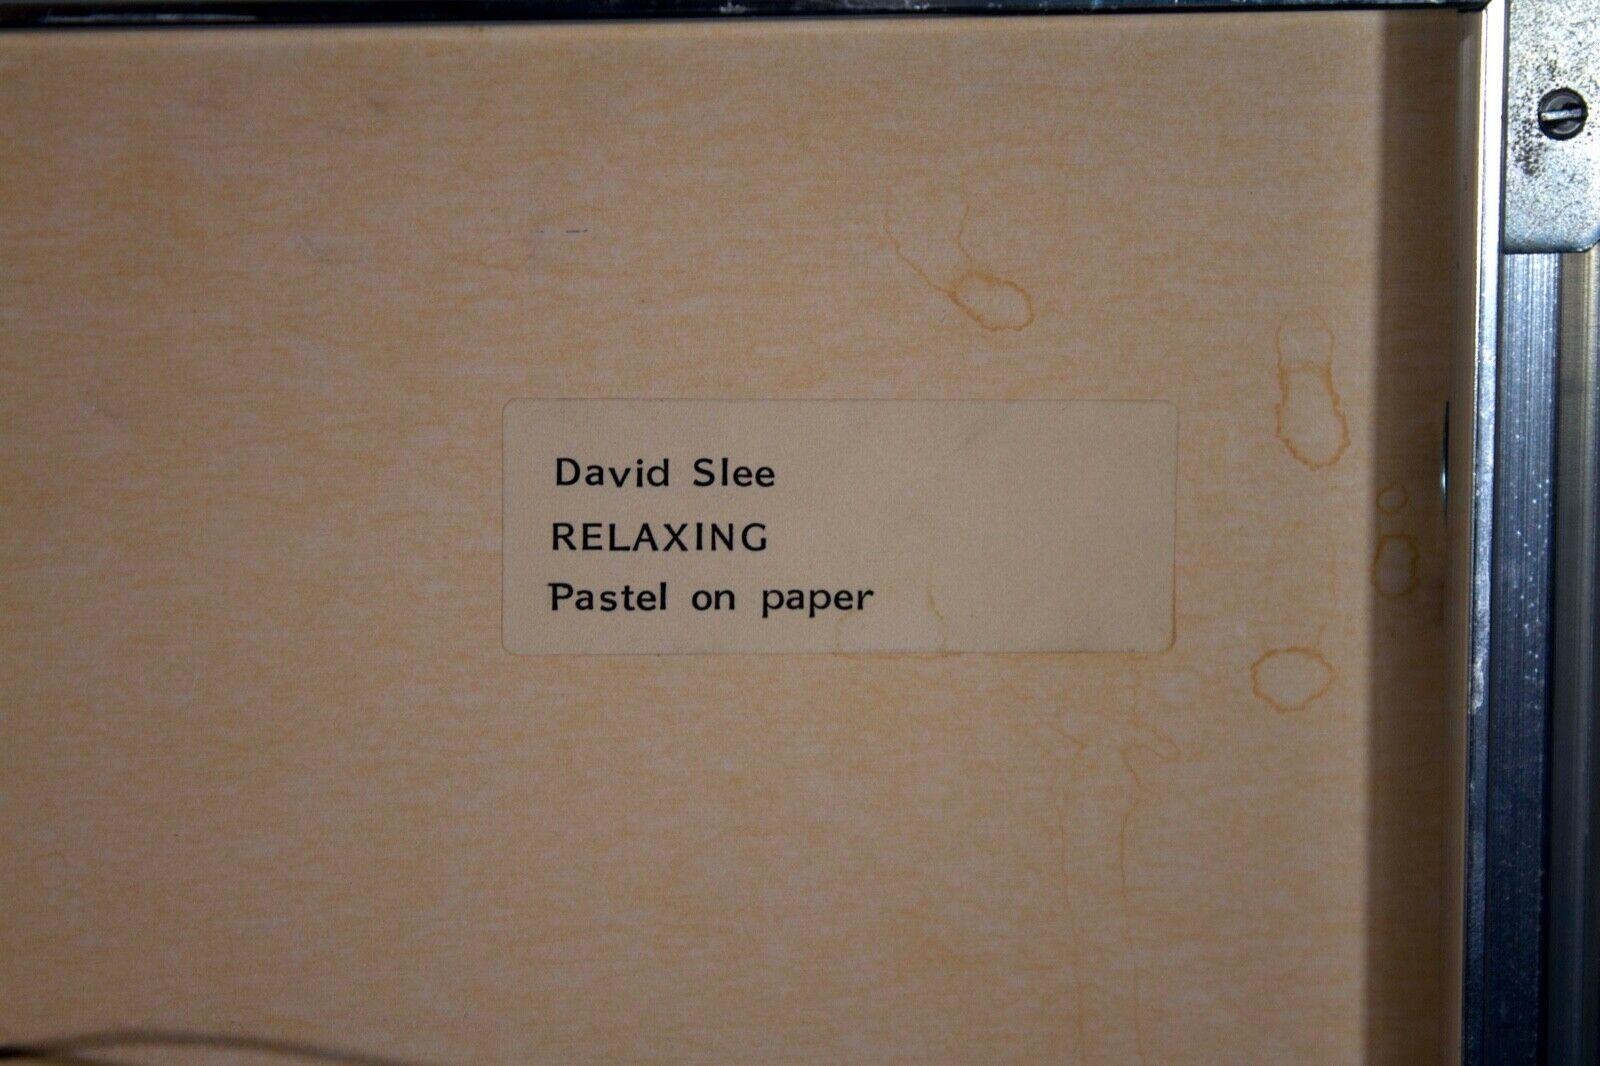 David Slee
RELAXING
Pastel on paper